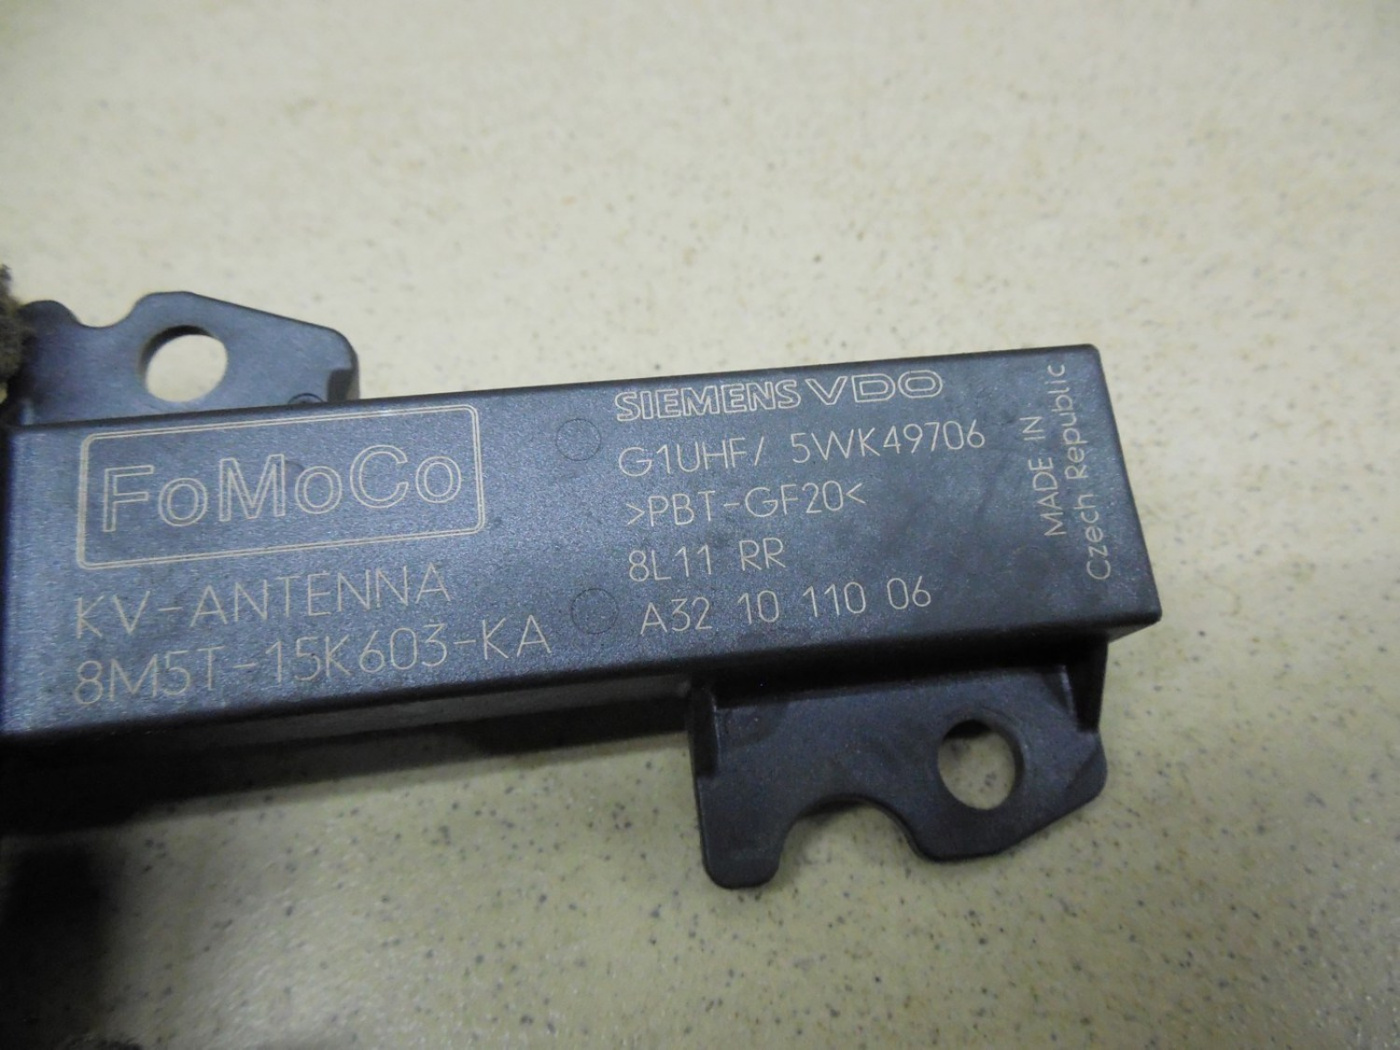 FoMoCo
KV-ANTENNA
8M5T-15K603-KA
SIEMENS VDO
G1UHF/ 5WK49706
>PBT-GF20<
8L11 RR
A32 10 110 06
MADE IN
Czech Republic